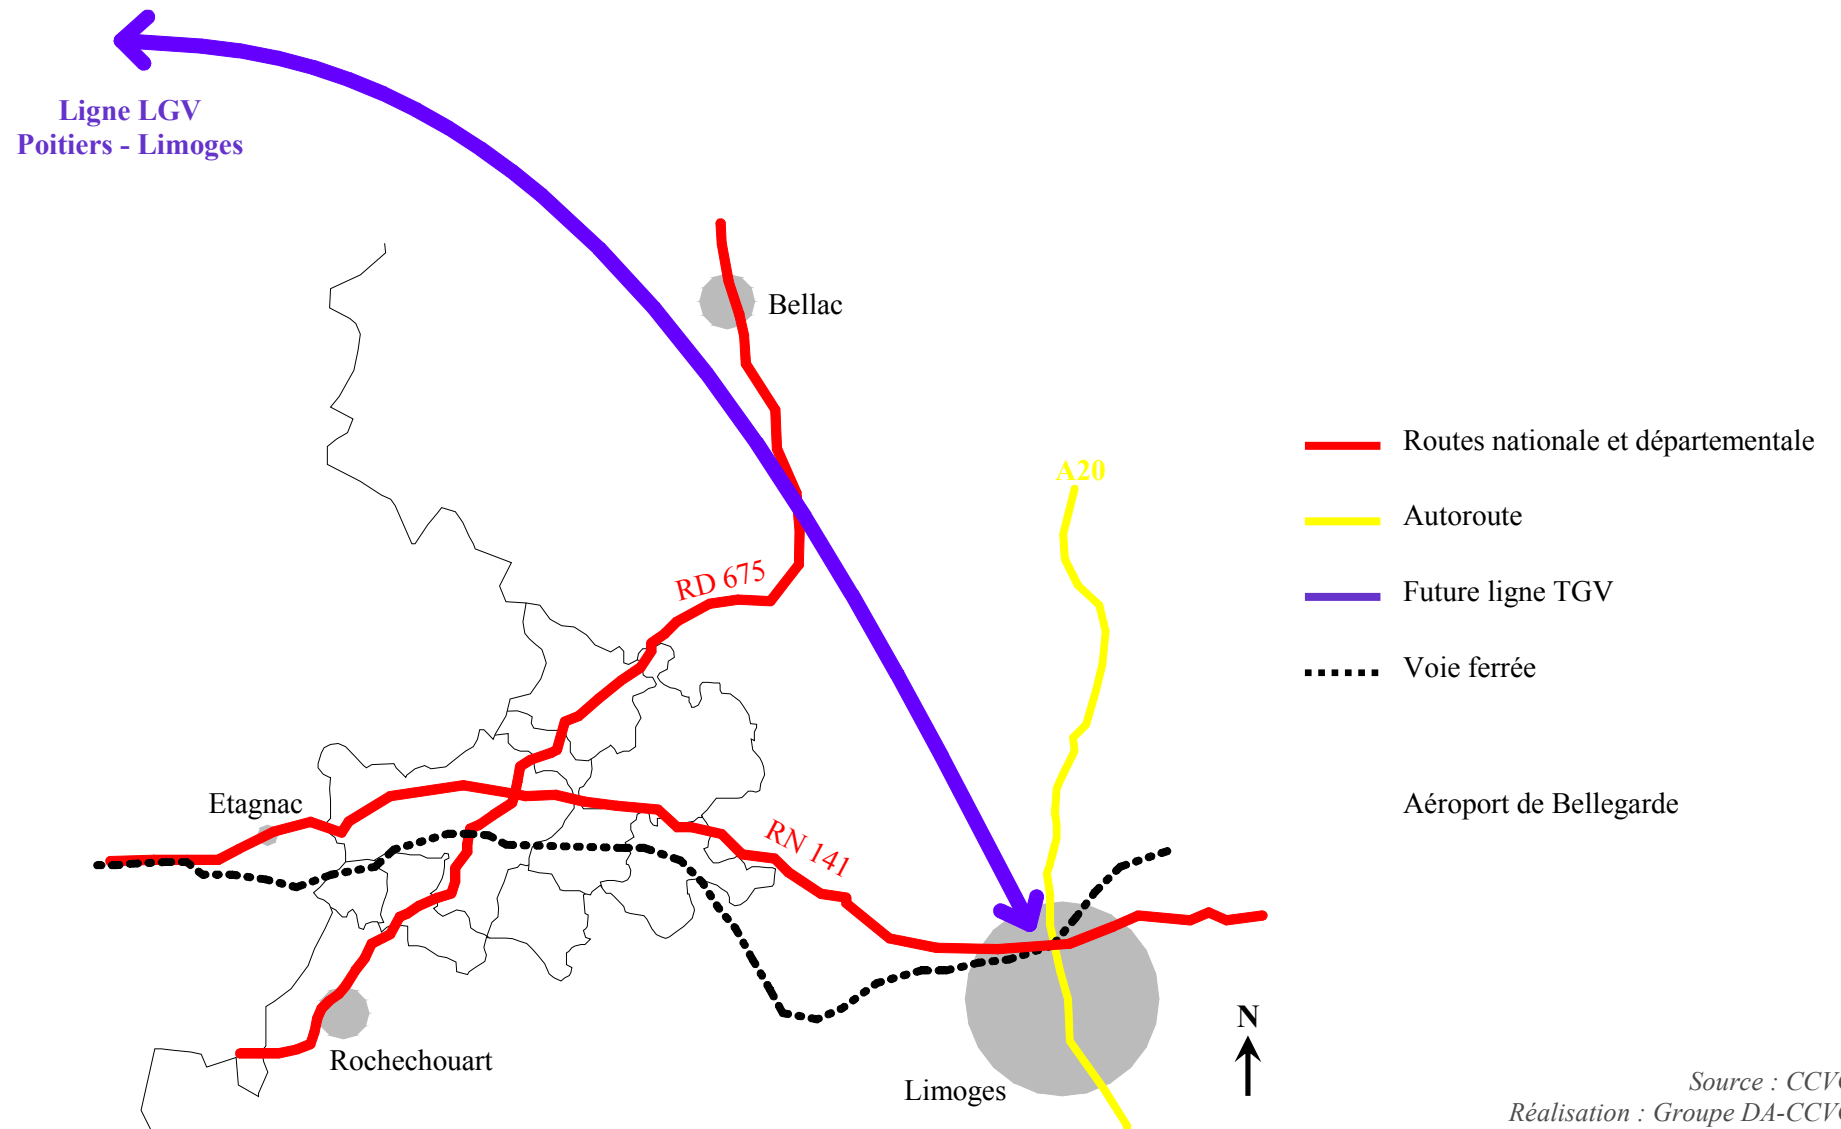 Ligne LGV
Poitiers - Limoges
Bellac
A20
RD 675
Etagnac
RN 141
Rochechouart
Limoges
N
Routes nationale et départementale
Autoroute
Future ligne TGV
Voie ferrée
Aéroport de Bellegarde
Source : CCV
Réalisation : Groupe DA-CCV